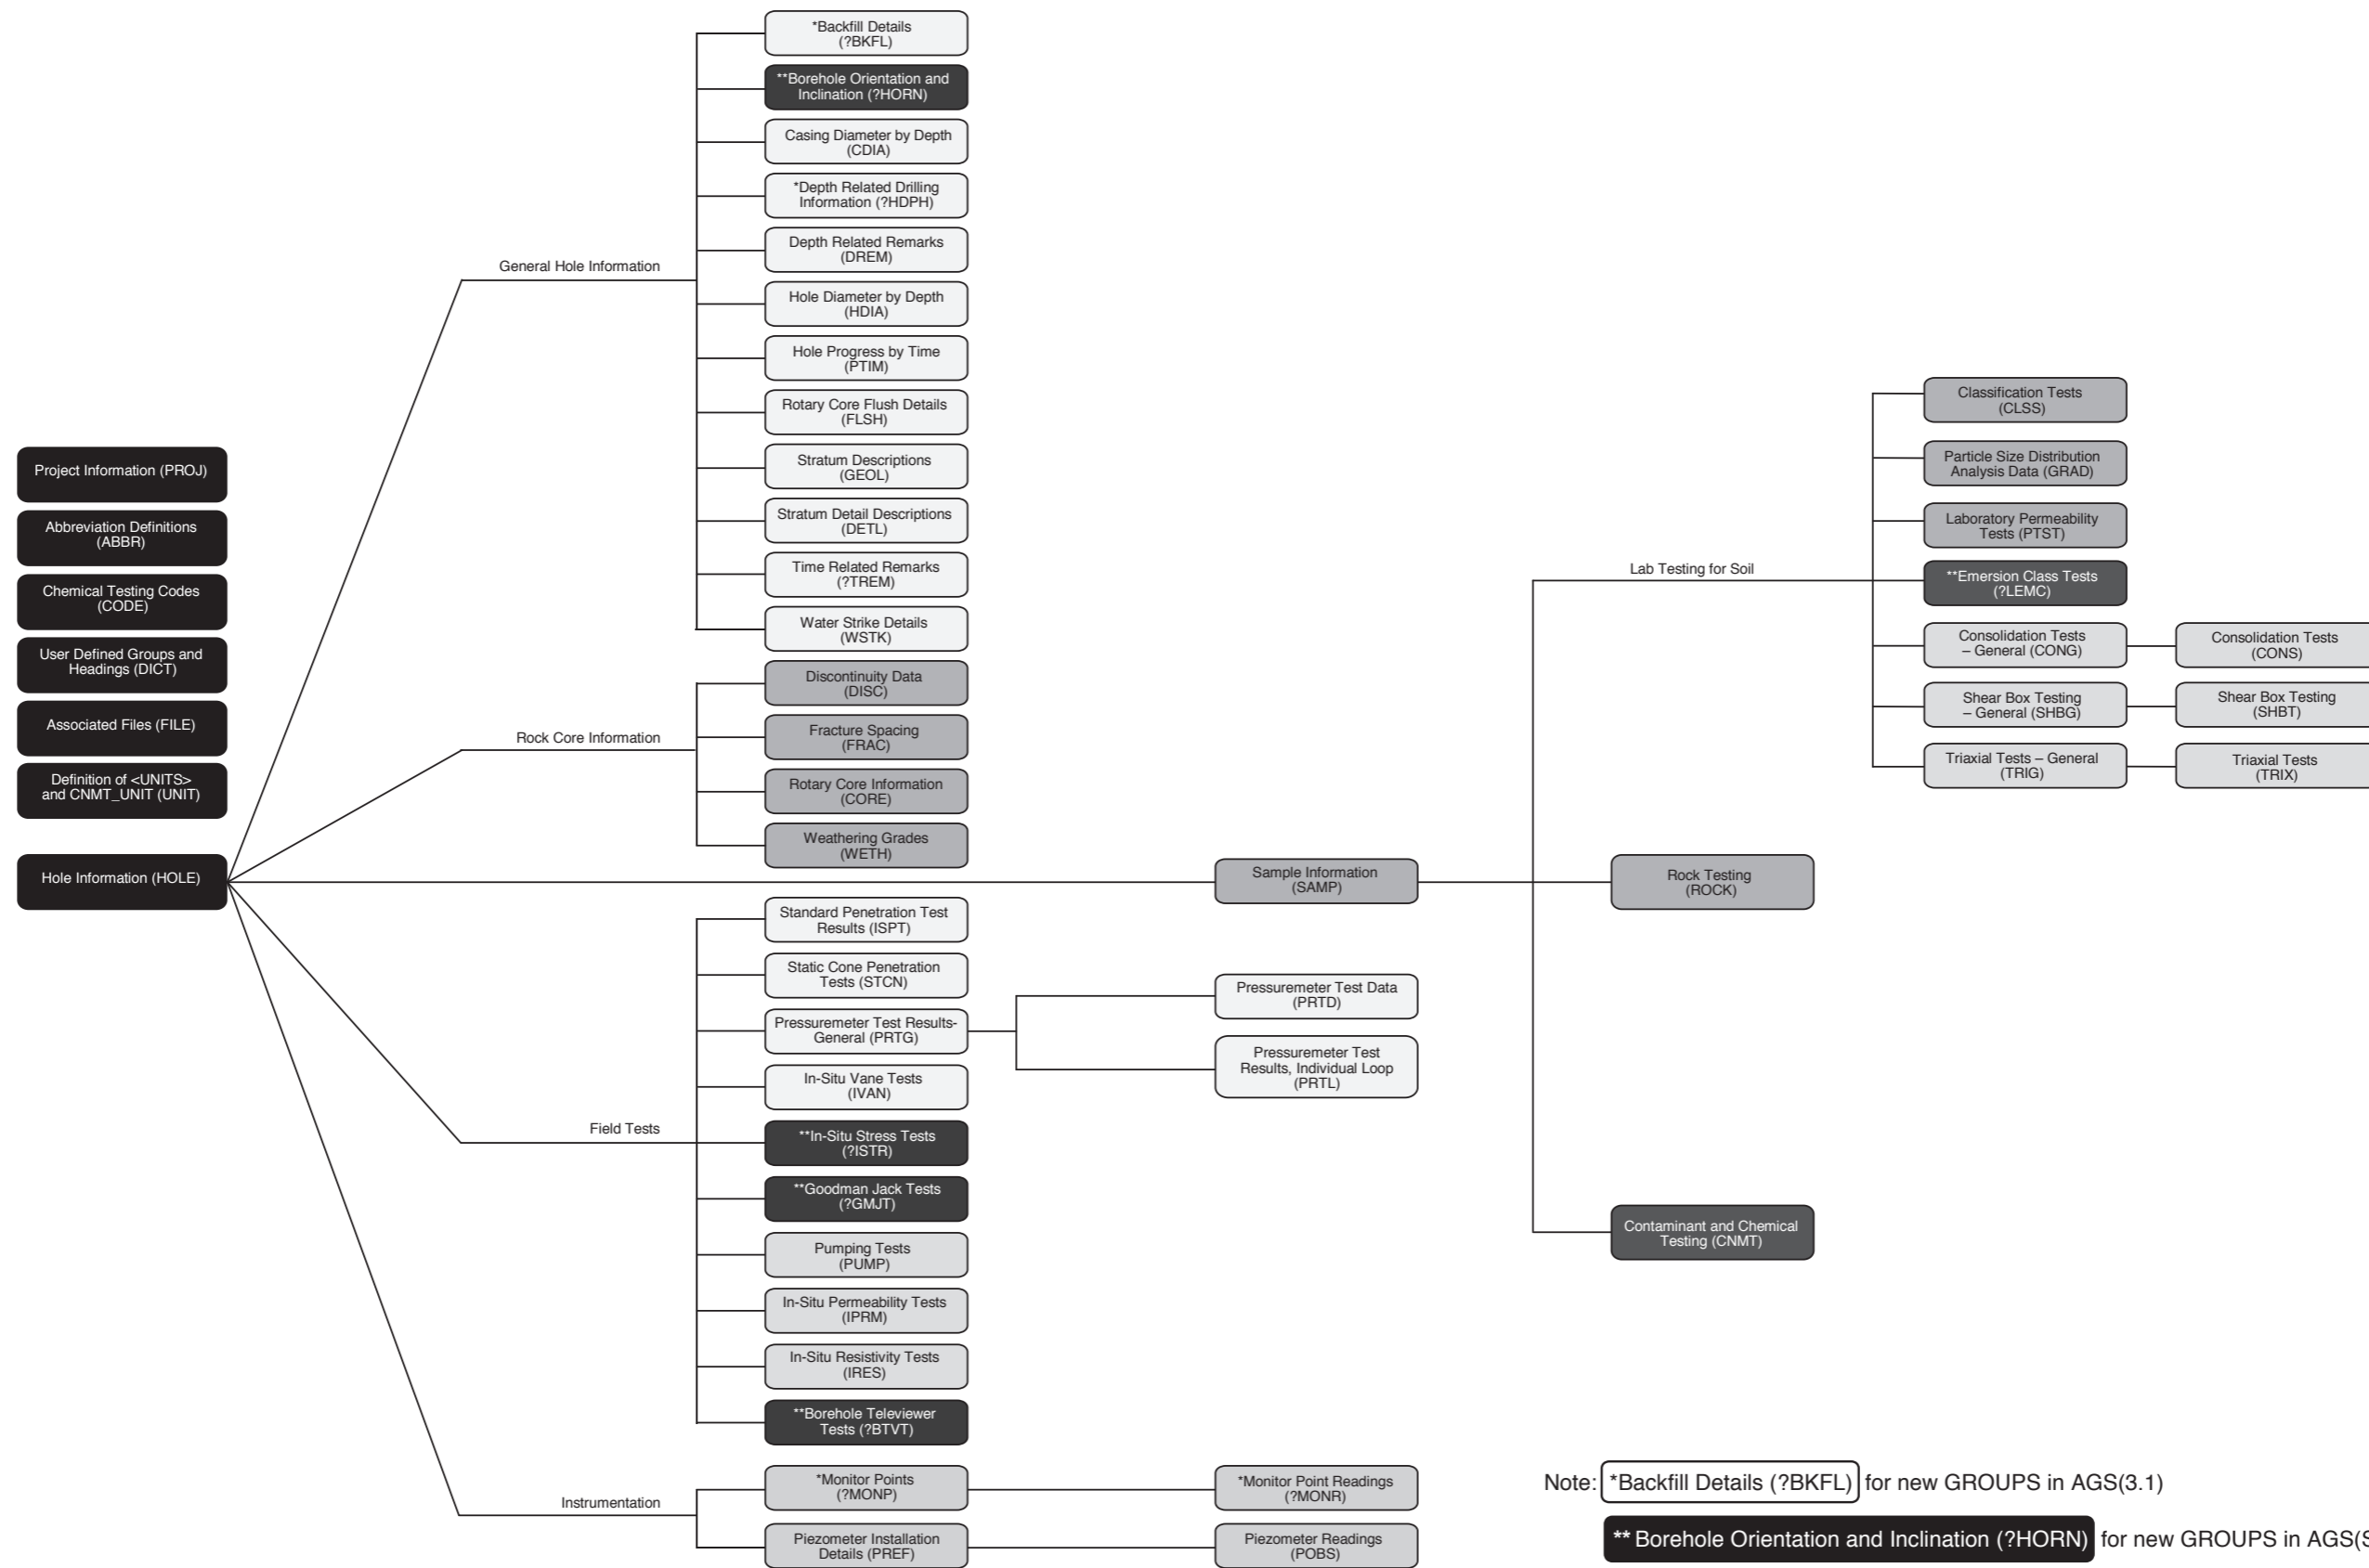 Project Information (PROJ)
Abbreviation Definitions
(ABBR)
Chemical Testing Codes
(CODE)
User Defined Groups and
Headings (DICT)
Associated Files (FILE)
Definition of <UNITS>
and CNMT_UNIT (UNIT)
Hole Information (HOLE)
General Hole Information
*Backfill Details
(?BKFL)
**Borehole Orientation and
Inclination (?HORN)
Casing Diameter by Depth
(CDIA)
*Depth Related Drilling
Information (?HDPH)
Depth Related Remarks
(DREM)
Hole Diameter by Depth
(HDIA)
Hole Progress by Time
(PTIM)
Rotary Core Flush Details
(FLSH)
Stratum Descriptions
(GEOL)
Stratum Detail Descriptions
(DETL)
Time Related Remarks
(?TREM)
Water Strike Details
(WSTK)
Rock Core Information
Discontinuity Data
(DISC)
Fracture Spacing
(FRAC)
Rotary Core Information
(CORE)
Weathering Grades
(WETH)
Sample Information
(SAMP)
Lab Testing for Soil
Classification Tests
(CLSS)
Particle Size Distribution
Analysis Data (GRAD)
Laboratory Permeability
Tests (PTST)
**Emersion Class Tests
(?LEMC)
Consolidation Tests
– General (CONG)
Consolidation Tests
(CONS)
Shear Box Testing
– General (SHBG)
Shear Box Testing
(SHBT)
Triaxial Tests – General
(TRIG)
Triaxial Tests
(TRIX)
Rock Testing
(ROCK)
Contaminant and Chemical
Testing (CNMT)
Field Tests
Standard Penetration Test
Results (ISPT)
Static Cone Penetration
Tests (STCN)
Pressuremeter Test Results-
General (PRTG)
Pressuremeter Test Data
(PRTD)
Pressuremeter Test
Results, Individual Loop
(PRTL)
In-Situ Vane Tests
(IVAN)
**In-Situ Stress Tests
(?ISTR)
**Goodman Jack Tests
(?GMJT)
Pumping Tests
(PUMP)
In-Situ Permeability Tests
(IPRM)
In-Situ Resistivity Tests
(IRES)
**Borehole Televiewer
Tests (?BTVT)
Instrumentation
*Monitor Points
(?MONP)
*Monitor Point Readings
(?MONR)
Piezometer Installation
Details (PREF)
Piezometer Readings
(POBS)
Note: *Backfill Details (?BKFL) for new GROUPS in AGS(3.1)
** Borehole Orientation and Inclination (?HORN) for new GROUPS in